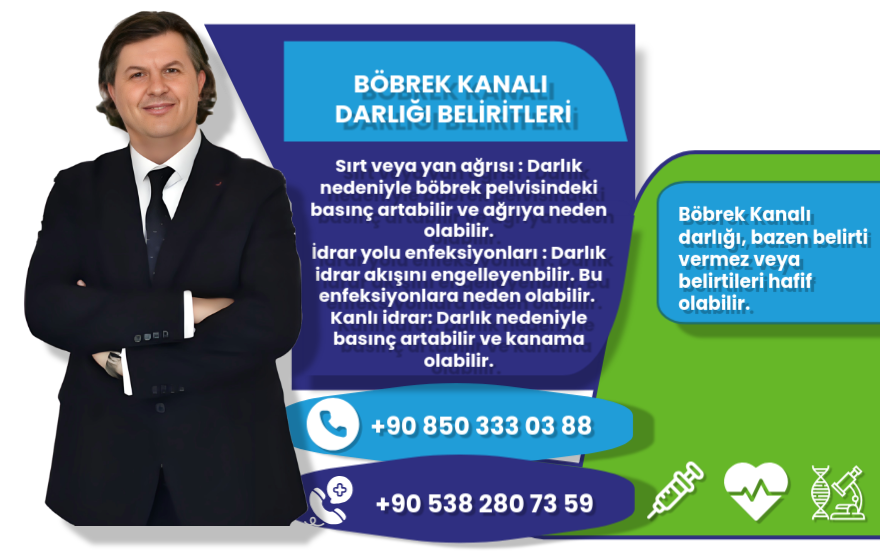 BÖBREK KANALI
DARLIĞI BELİRİTLERİ
Sırt veya yan ağrısı : Darlık
nedeniyle böbrek pelvisindeki
basınç artabilir ve ağrıya neden
olabilir.
İdrar yolu enfeksiyonları : Darlık
idrar akışını engelleyenbilir. Bu
enfeksiyonlara neden olabilir.
Kanlı idrar: Darlık nedeniyle
basınç artabilir ve kanama
olabilir.
Böbrek Kanalı
darlığı, bazen belirti
vermez veya
belirtileri hafif
olabilir.
+90 850 333 03 88
+90 538 280 73 59